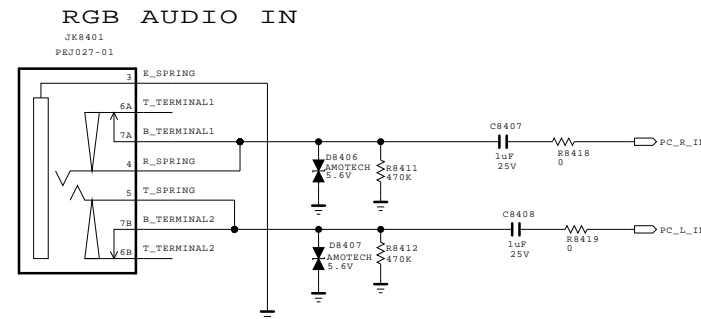 RGB AUDIO IN
JK8401
PEJ027-01
3 E_SPRING
6A T_TERMINAL1
7A B_TERMINAL1
4 R_SPRING
5 T_SPRING
7B B_TERMINAL2
6B T_TERMINAL2
D8406
AMOTECH
5.6V
R8411
470K
C8407
1uF
25V
R8418
0
PC_R_IN
D8407
AMOTECH
5.6V
R8412
470K
C8408
1uF
25V
R8419
0
PC_L_IN